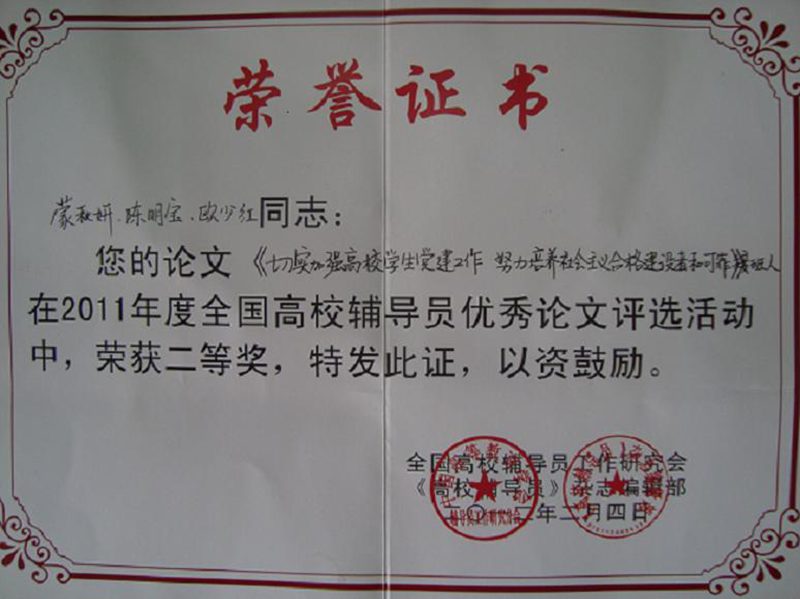 荣誉证书
蒙秋妍、陈明宝、欧少红同志：
您的论文《切实加强高校学生党建工作 努力培养社会主义合格建设者和可靠接班人》
在2011年度全国高校辅导员优秀论文评选活动
中，荣获二等奖，特发此证，以资鼓励。
全国高校辅导员工作研究会
《高校辅导员》杂志编辑部
二〇一二年二月四日